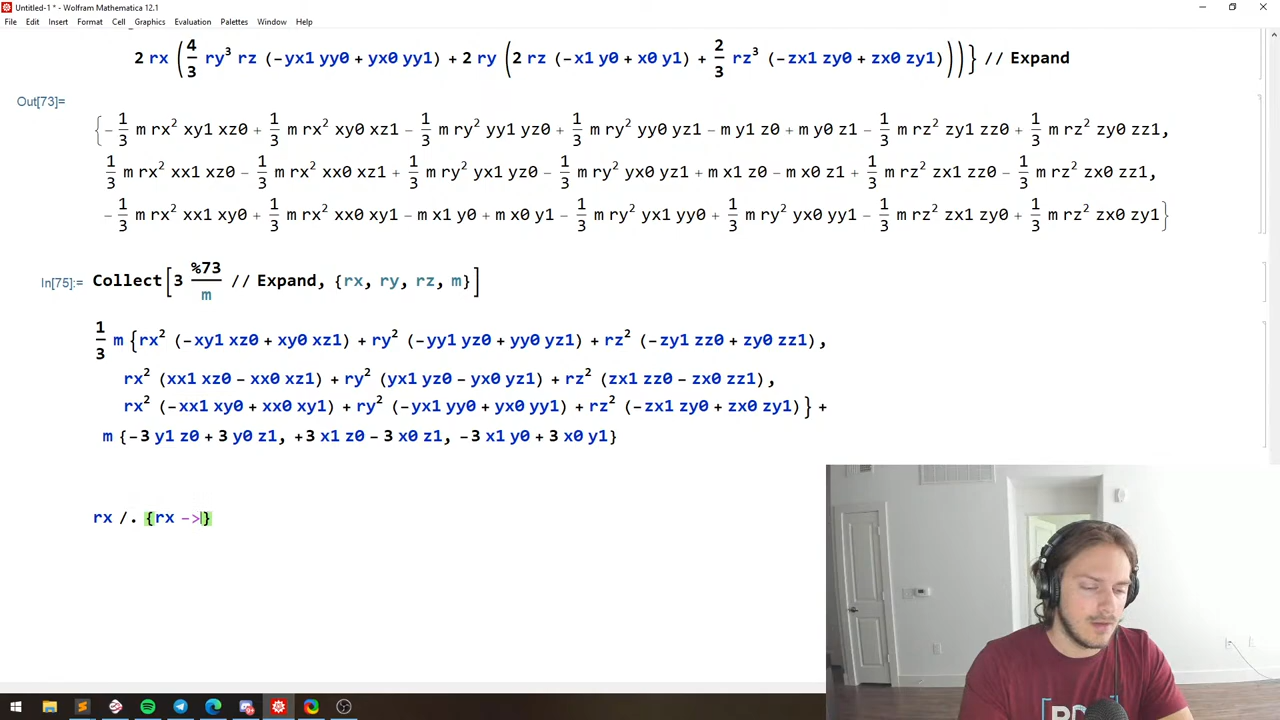 Untitled-1 * - Wolfram Mathematica 12.1
File Edit Insert Format Cell Graphics Evaluation Palettes Window Help
2 rx (4/3 ry³ rz (-yx1 yy0 + yx0 yy1) + 2 ry (2 rz (-x1 y0 + x0 y1) + 2/3 rz³ (-zx1 zy0 + zx0 zy1)))} // Expand
Out[73]=
{- 1/3 m rx² xy1 xz0 + 1/3 m rx² xy0 xz1 - 1/3 m ry² yy1 yz0 + 1/3 m ry² yy0 yz1 - m y1 z0 + m y0 z1 - 1/3 m rz² zy1 zz0 + 1/3 m rz² zy0 zz1,
1/3 m rx² xx1 xz0 - 1/3 m rx² xx0 xz1 + 1/3 m ry² yx1 yz0 - 1/3 m ry² yx0 yz1 + m x1 z0 - m x0 z1 + 1/3 m rz² zx1 zz0 - 1/3 m rz² zx0 zz1,
- 1/3 m rx² xx1 xy0 + 1/3 m rx² xx0 xy1 - m x1 y0 + m x0 y1 - 1/3 m ry² yx1 yy0 + 1/3 m ry² yx0 yy1 - 1/3 m rz² zx1 zy0 + 1/3 m rz² zx0 zy1}
In[75]:= Collect[3 %73/m // Expand, {rx, ry, rz, m}]
1/3 m {rx² (-xy1 xz0 + xy0 xz1) + ry² (-yy1 yz0 + yy0 yz1) + rz² (-zy1 zz0 + zy0 zz1),
rx² (xx1 xz0 - xx0 xz1) + ry² (yx1 yz0 - yx0 yz1) + rz² (zx1 zz0 - zx0 zz1),
rx² (-xx1 xy0 + xx0 xy1) + ry² (-yx1 yy0 + yx0 yy1) + rz² (-zx1 zy0 + zx0 zy1)} +
m {-3 y1 z0 + 3 y0 z1, +3 x1 z0 - 3 x0 z1, -3 x1 y0 + 3 x0 y1}
rx /. {rx ->}